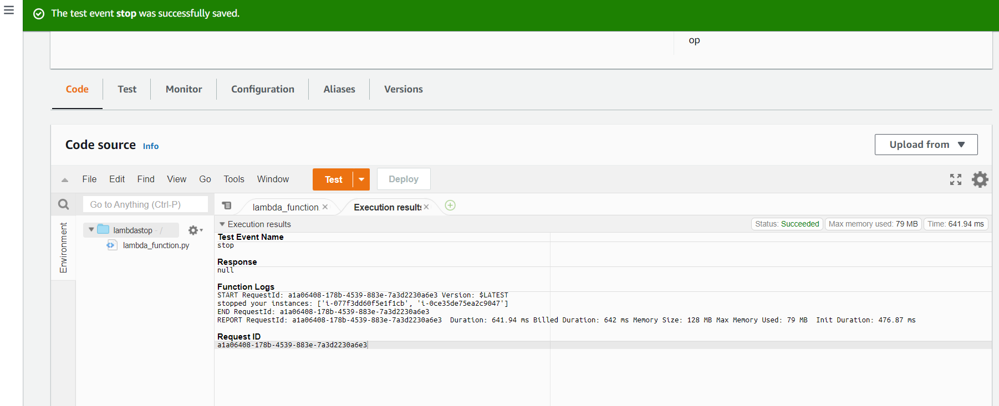 The test event stop was successfully saved.
op
Code Test Monitor Configuration Aliases Versions
Code source Info
Upload from
File Edit Find View Go Tools Window Test Deploy
Go to Anything (Ctrl-P)
lambda_function Execution results
Environment
lambdastop - /
lambda_function.py
Execution results
Status: Succeeded Max memory used: 79 MB Time: 641.94 ms
Test Event Name
stop
Response
null
Function Logs
START RequestId: a1a06408-178b-4539-883e-7a3d2230a6e3 Version: $LATEST
stopped your instances: ['i-077f3dd60f5e1f1cb', 'i-0ce35de75ea2c9047']
END RequestId: a1a06408-178b-4539-883e-7a3d2230a6e3
REPORT RequestId: a1a06408-178b-4539-883e-7a3d2230a6e3 Duration: 641.94 ms Billed Duration: 642 ms Memory Size: 128 MB Max Memory Used: 79 MB Init Duration: 476.87 ms
Request ID
a1a06408-178b-4539-883e-7a3d2230a6e3